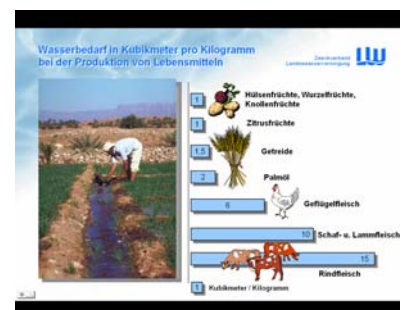 Wasserbedarf in Kubikmeter pro Kilogramm
bei der Produktion von Lebensmitteln
Zweckverband
Landeswasserversorgung
LW
1 Hülsenfrüchte, Wurzelfrüchte,
Knollenfrüchte
1 Zitrusfrüchte
1,5 Getreide
2 Palmöl
6 Geflügelfleisch
10 Schaf- u. Lammfleisch
15
Rindfleisch
1 Kubikmeter / Kilogramm